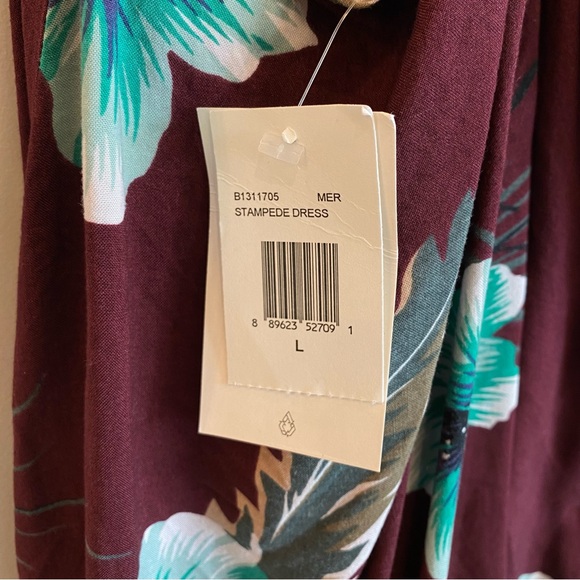 B1311705 MER
STAMPEDE DRESS
8 89623 52709 1
L